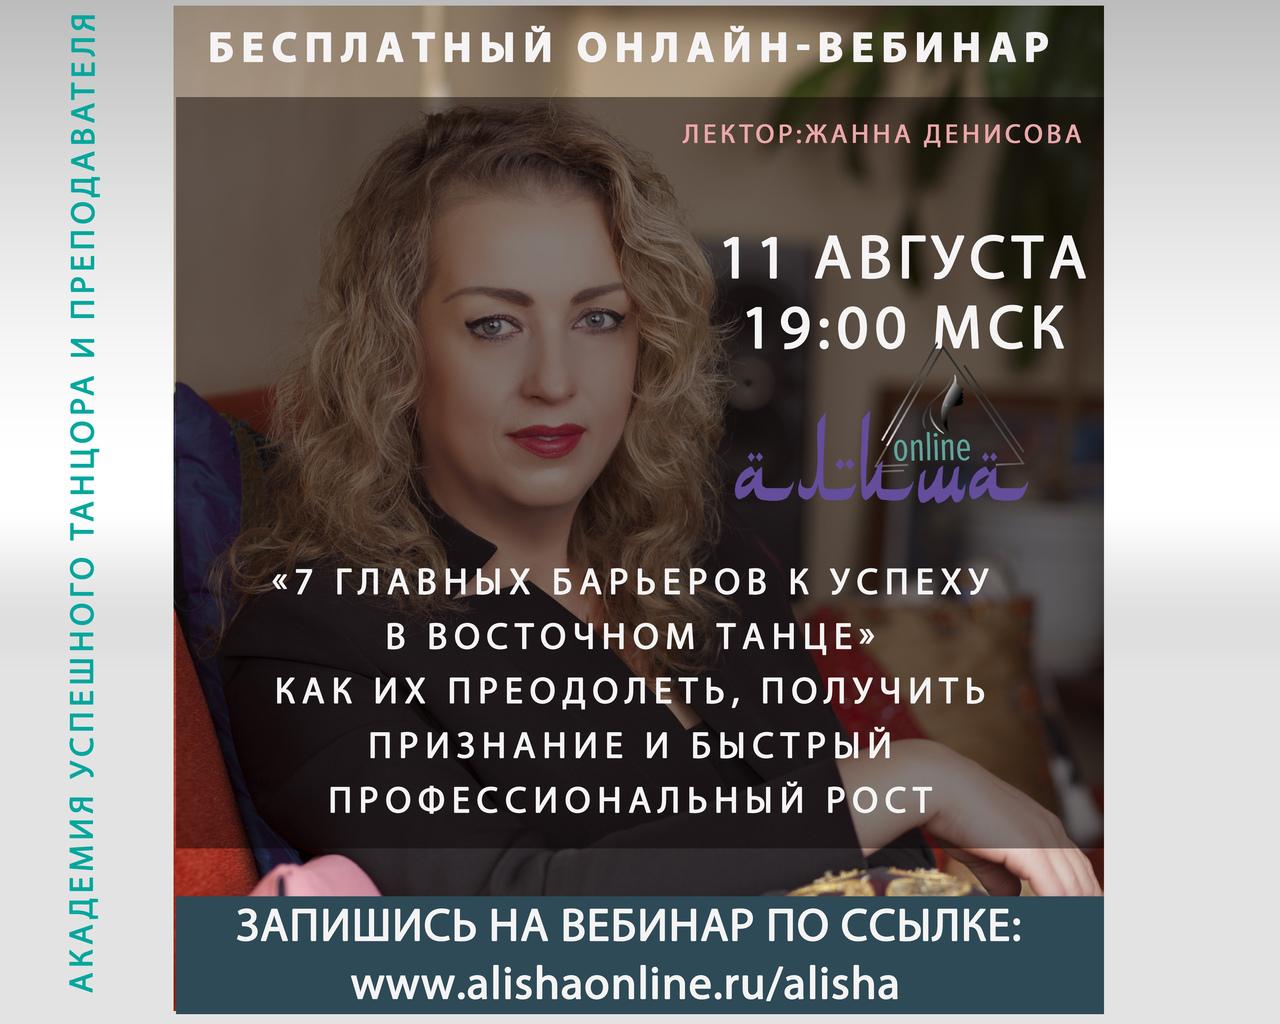 БЕСПЛАТНЫЙ ОНЛАЙН-ВЕБИНАР
ЛЕКТОР:ЖАННА ДЕНИСОВА
11 АВГУСТА
19:00 МСК
online
алиша
«7 ГЛАВНЫХ БАРЬЕРОВ К УСПЕХУ
В ВОСТОЧНОМ ТАНЦЕ»
КАК ИХ ПРЕОДОЛЕТЬ, ПОЛУЧИТЬ
ПРИЗНАНИЕ И БЫСТРЫЙ
ПРОФЕССИОНАЛЬНЫЙ РОСТ
ЗАПИШИСЬ НА ВЕБИНАР ПО ССЫЛКЕ:
www.alishaonline.ru/alisha
АКАДЕМИЯ УСПЕШНОГО ТАНЦОРА И ПРЕПОДАВАТЕЛЯ